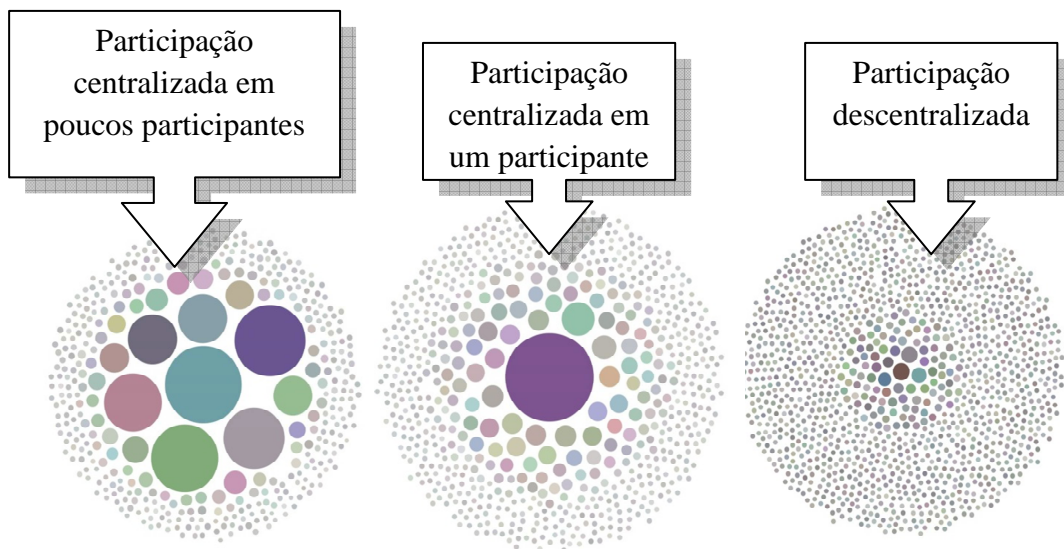 Participação
centralizada em
poucos participantes
Participação
centralizada em
um participante
Participação
descentralizada